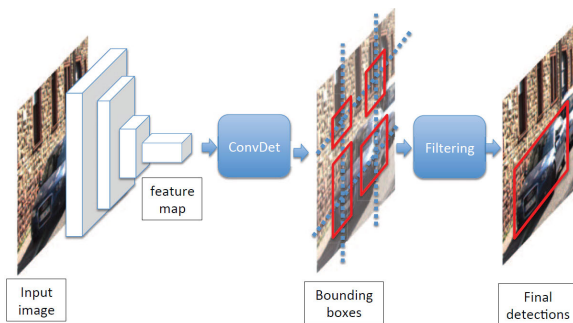 ConvDet
Filtering
feature
map
Input
image
Bounding
boxes
Final
detections